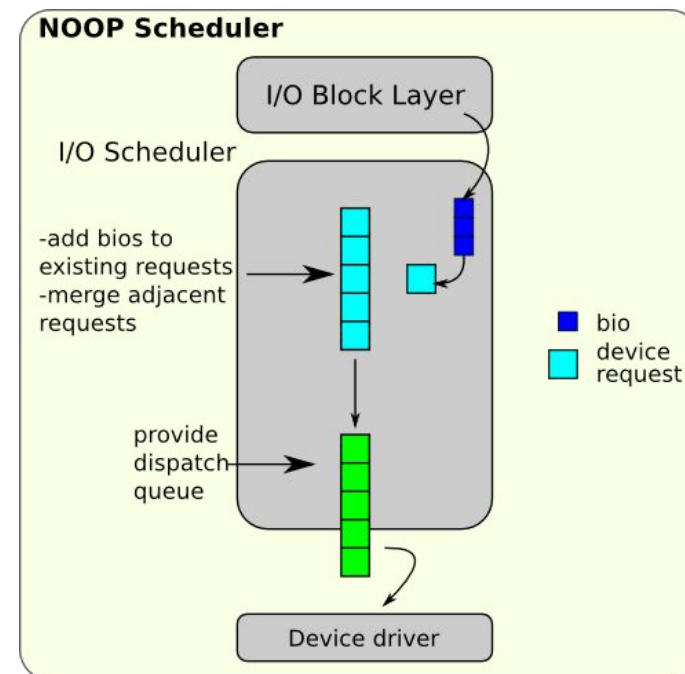 NOOP Scheduler
I/O Block Layer
I/O Scheduler
-add bios to
existing requests
-merge adjacent
requests
bio
device
request
provide
dispatch
queue
Device driver